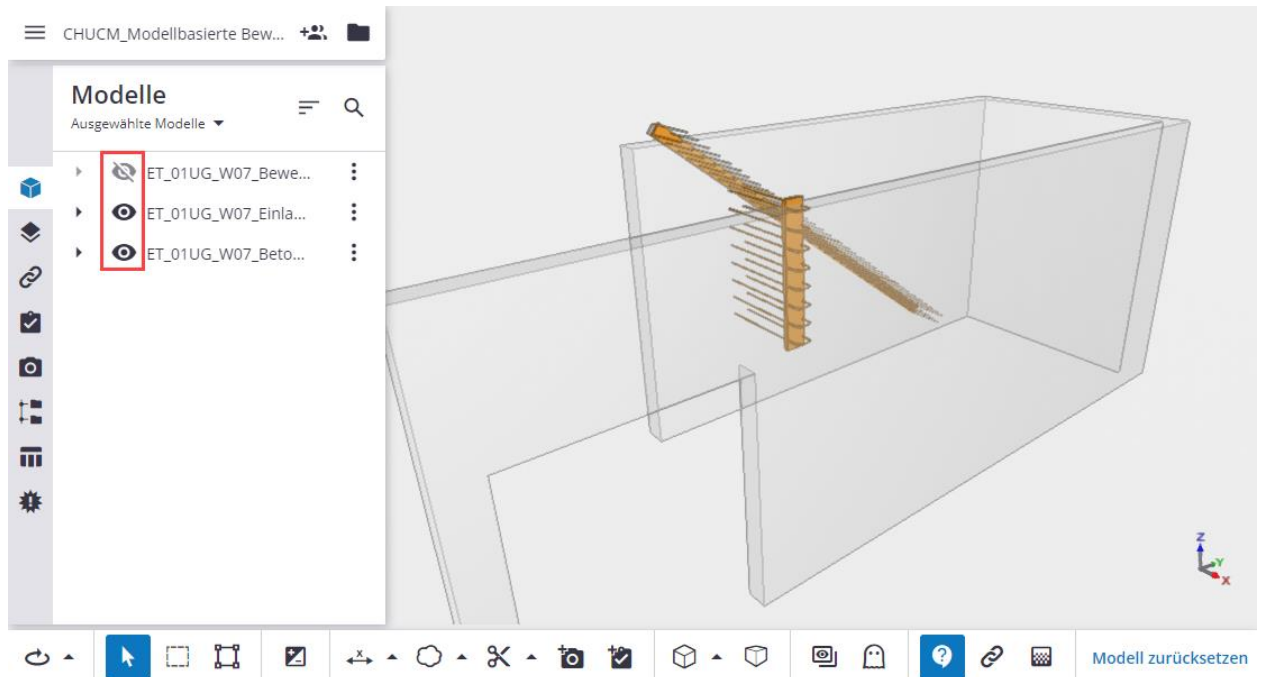 CHUCM_Modellbasierte Bew...
Modelle
Ausgewählte Modelle
ET_01UG_W07_Bewe...
ET_01UG_W07_Einla...
ET_01UG_W07_Beto...
Z
Y
X
x
Modell zurücksetzen